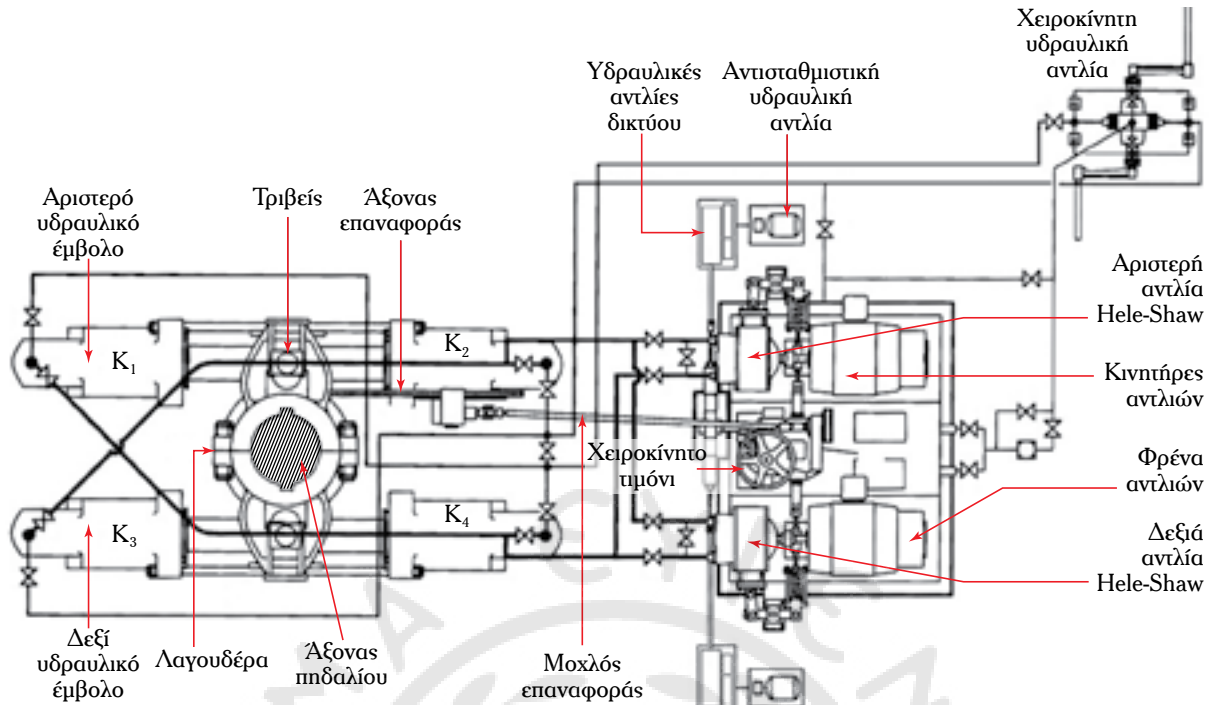 Χειροκίνητη
υδραυλική
αντλία
Υδραυλικές
αντλίες
δικτύου
Αντισταθμιστική
υδραυλική
αντλία
Αριστερό
υδραυλικό
έμβολο
Τριβείς
Άξονας
επαναφοράς
Αριστερή
αντλία
Hele-Shaw
K₁
K₂
Κινητήρες
αντλιών
Χειροκίνητο
τιμόνι
Φρένα
αντλιών
K₃
K₄
Δεξιά
αντλία
Hele-Shaw
Δεξί
υδραυλικό
έμβολο
Λαγουδέρα
Άξονας
πηδαλίου
Μοχλός
επαναφοράς